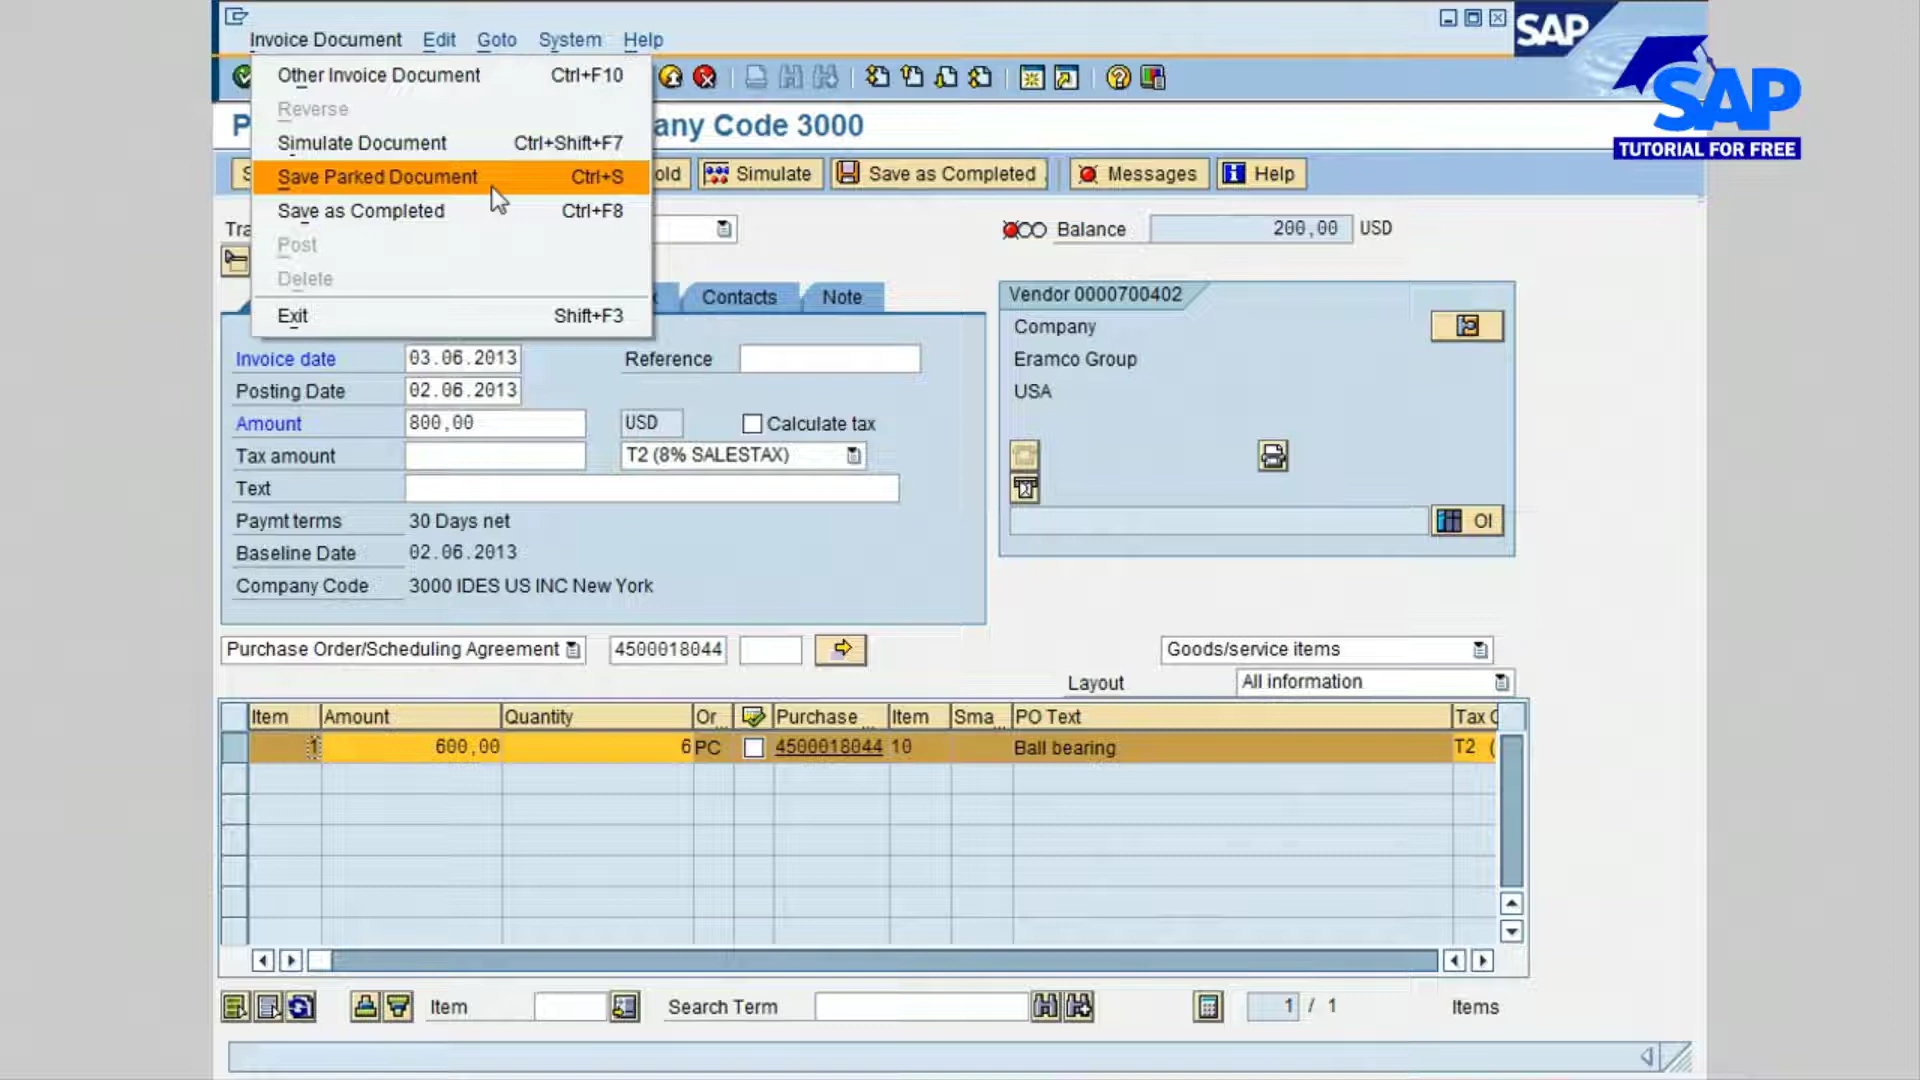 Invoice Document Edit Goto System Help
SAP
Other Invoice Document Ctrl+F10
Reverse
Simulate Document Ctrl+Shift+F7
Save Parked Document Ctrl+S
Save as Completed Ctrl+F8
Post
Delete
Exit Shift+F3
SAP
TUTORIAL FOR FREE
P any Code 3000
S old Simulate Save as Completed Messages Help
Tra Balance 200,00 USD
Contacts Note
Invoice date 03.06.2013 Reference
Posting Date 02.06.2013
Amount 800,00 USD Calculate tax
Tax amount T2 (8% SALESTAX)
Text
Paymt terms 30 Days net
Baseline Date 02.06.2013
Company Code 3000 IDES US INC New York
Vendor 0000700402
Company
Eramco Group
USA
OI
Purchase Order/Scheduling Agreement 4500018044 Goods/service items
Layout All information
Item Amount Quantity Or... Purchase ... Item Sma... PO Text Tax C
1 600,00 6 PC 4500018044 10 Ball bearing T2 (
Item Search Term 1 / 1 Items